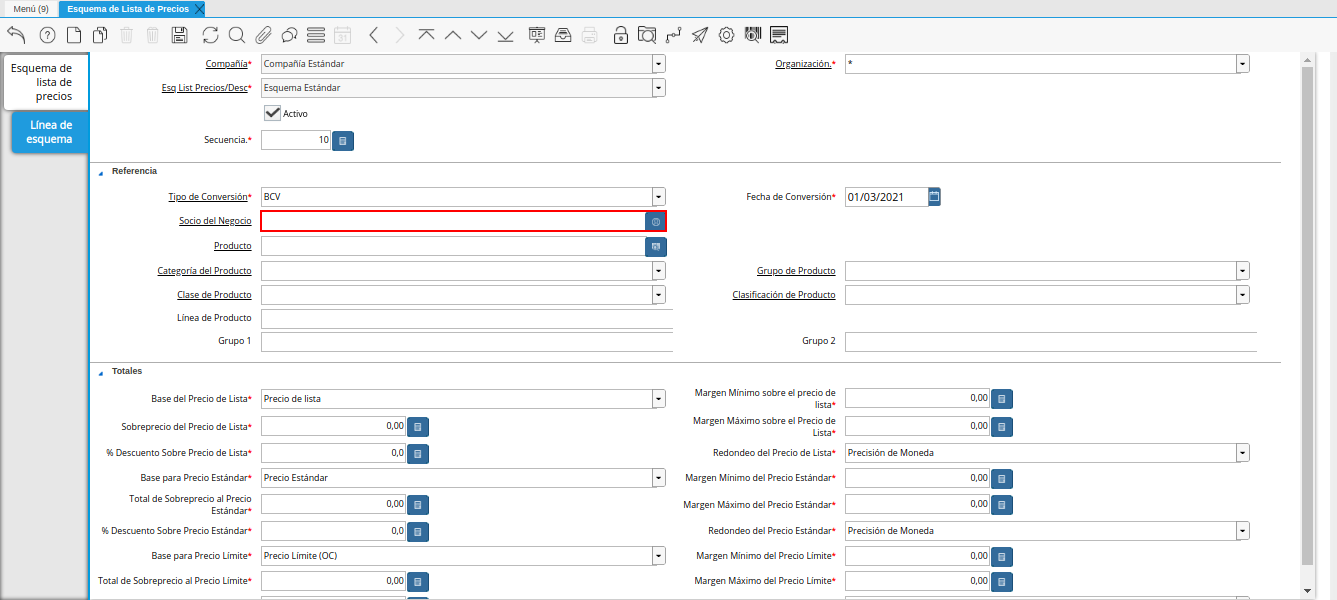 Menú (9) Esquema de Lista de Precios
31
Esquema de
lista de
precios
Línea de
esquema
Compañía* Compañía Estándar Organización.* *
Esq List Precios/Desc* Esquema Estándar
Activo
Secuencia.* 10
Referencia
Tipo de Conversión* BCV Fecha de Conversión* 01/03/2021
Socio del Negocio
Producto
Categoría del Producto Grupo de Producto
Clase de Producto Clasificación de Producto
Línea de Producto
Grupo 1 Grupo 2
Totales
Base del Precio de Lista* Precio de lista Margen Mínimo sobre el precio de
lista* 0,00
Sobreprecio del Precio de Lista* 0,00 Margen Máximo sobre el Precio de
Lista* 0,00
% Descuento Sobre Precio de Lista* 0,0 Redondeo del Precio de Lista* Precisión de Moneda
Base para Precio Estándar* Precio Estándar Margen Mínimo del Precio Estándar* 0,00
Total de Sobreprecio al Precio
Estándar* 0,00 Margen Máximo del Precio Estándar* 0,00
% Descuento Sobre Precio Estándar* 0,0 Redondeo del Precio Estándar* Precisión de Moneda
Base para Precio Límite* Precio Límite (OC) Margen Mínimo del Precio Límite* 0,00
Total de Sobreprecio al Precio Límite* 0,00 Margen Máximo del Precio Límite* 0,00